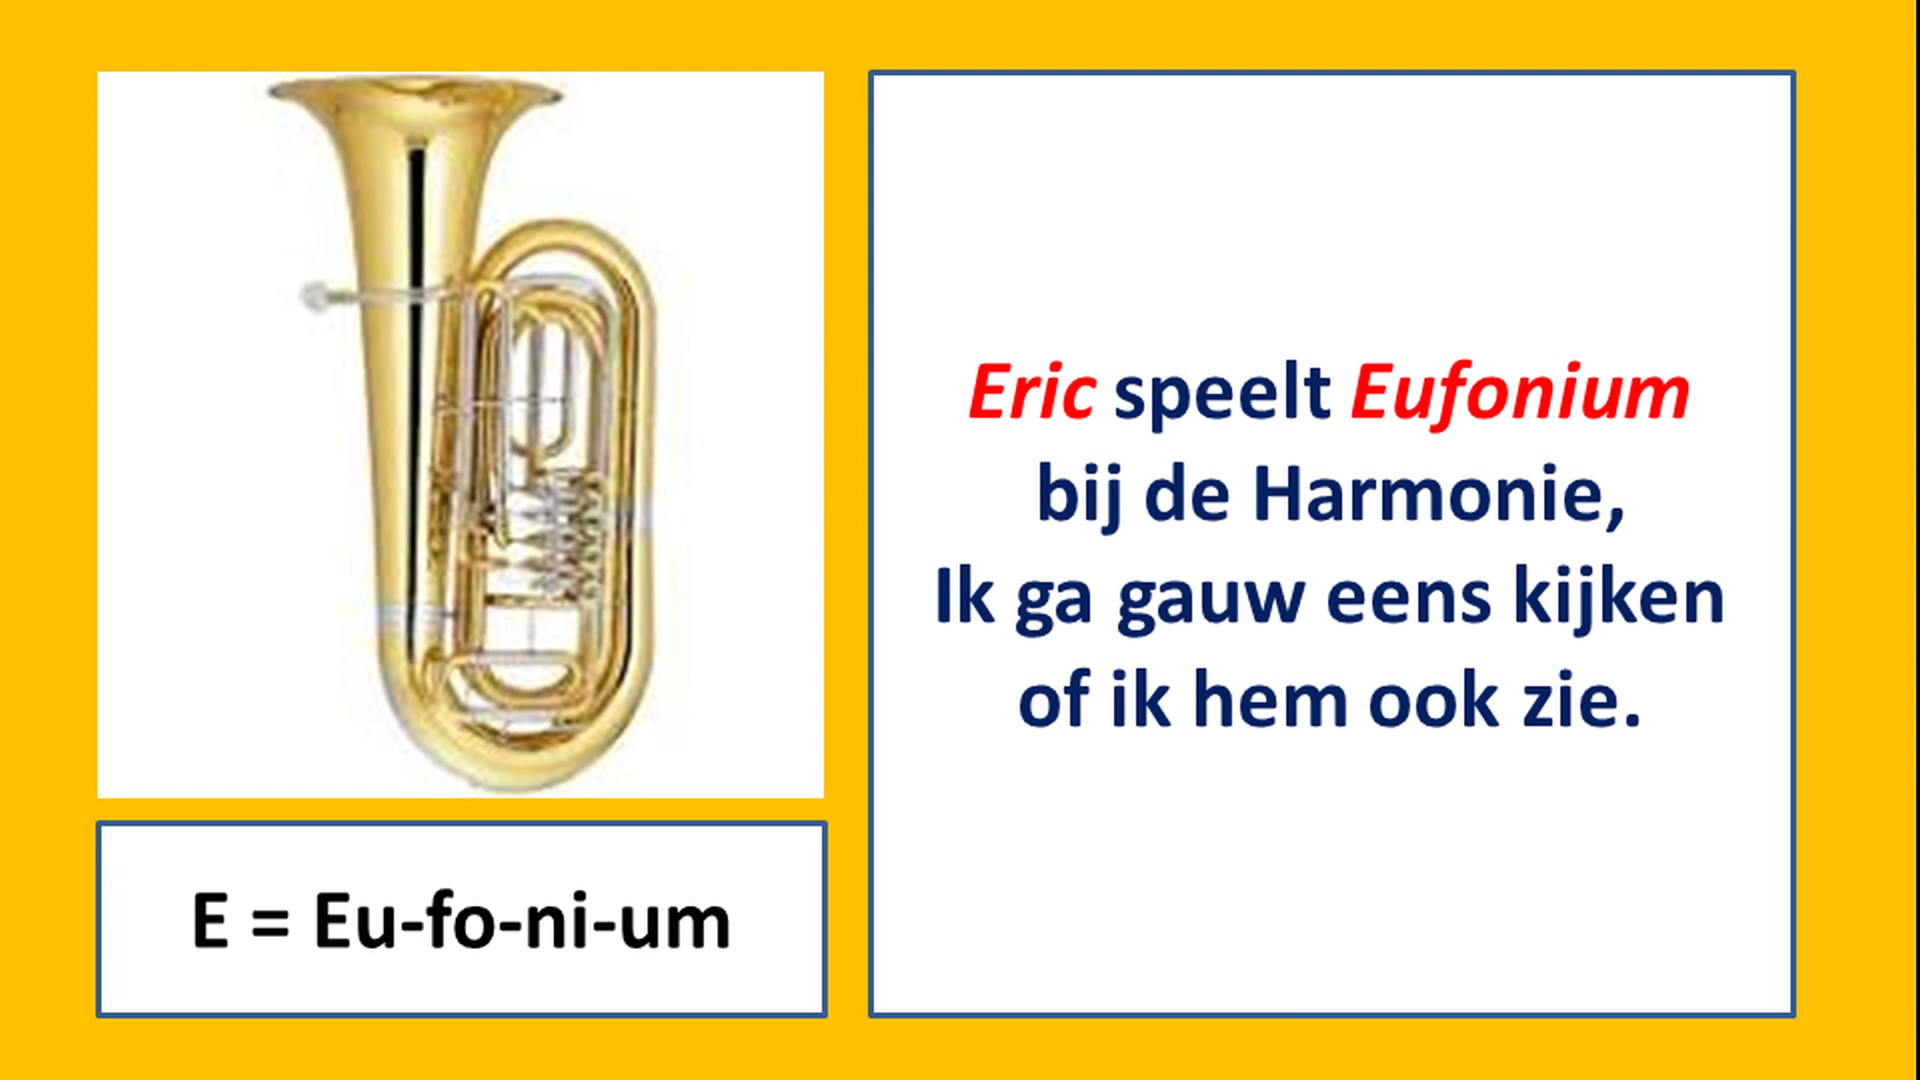 E = Eu-fo-ni-um
Eric speelt Eufonium
bij de Harmonie,
Ik ga gauw eens kijken
of ik hem ook zie.